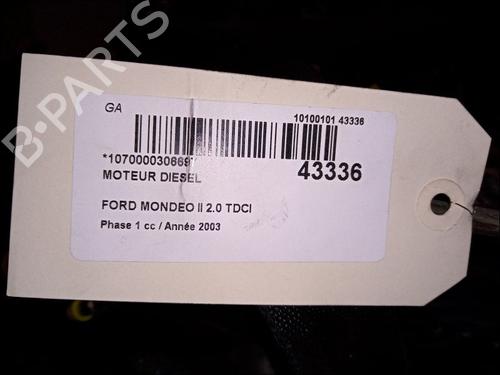 B-PARTS
GA
10100101 43336
*1070000306697
43336
MOTEUR DIESEL
FORD MONDEO II 2.0 TDCI
Phase 1 cc / Année 2003